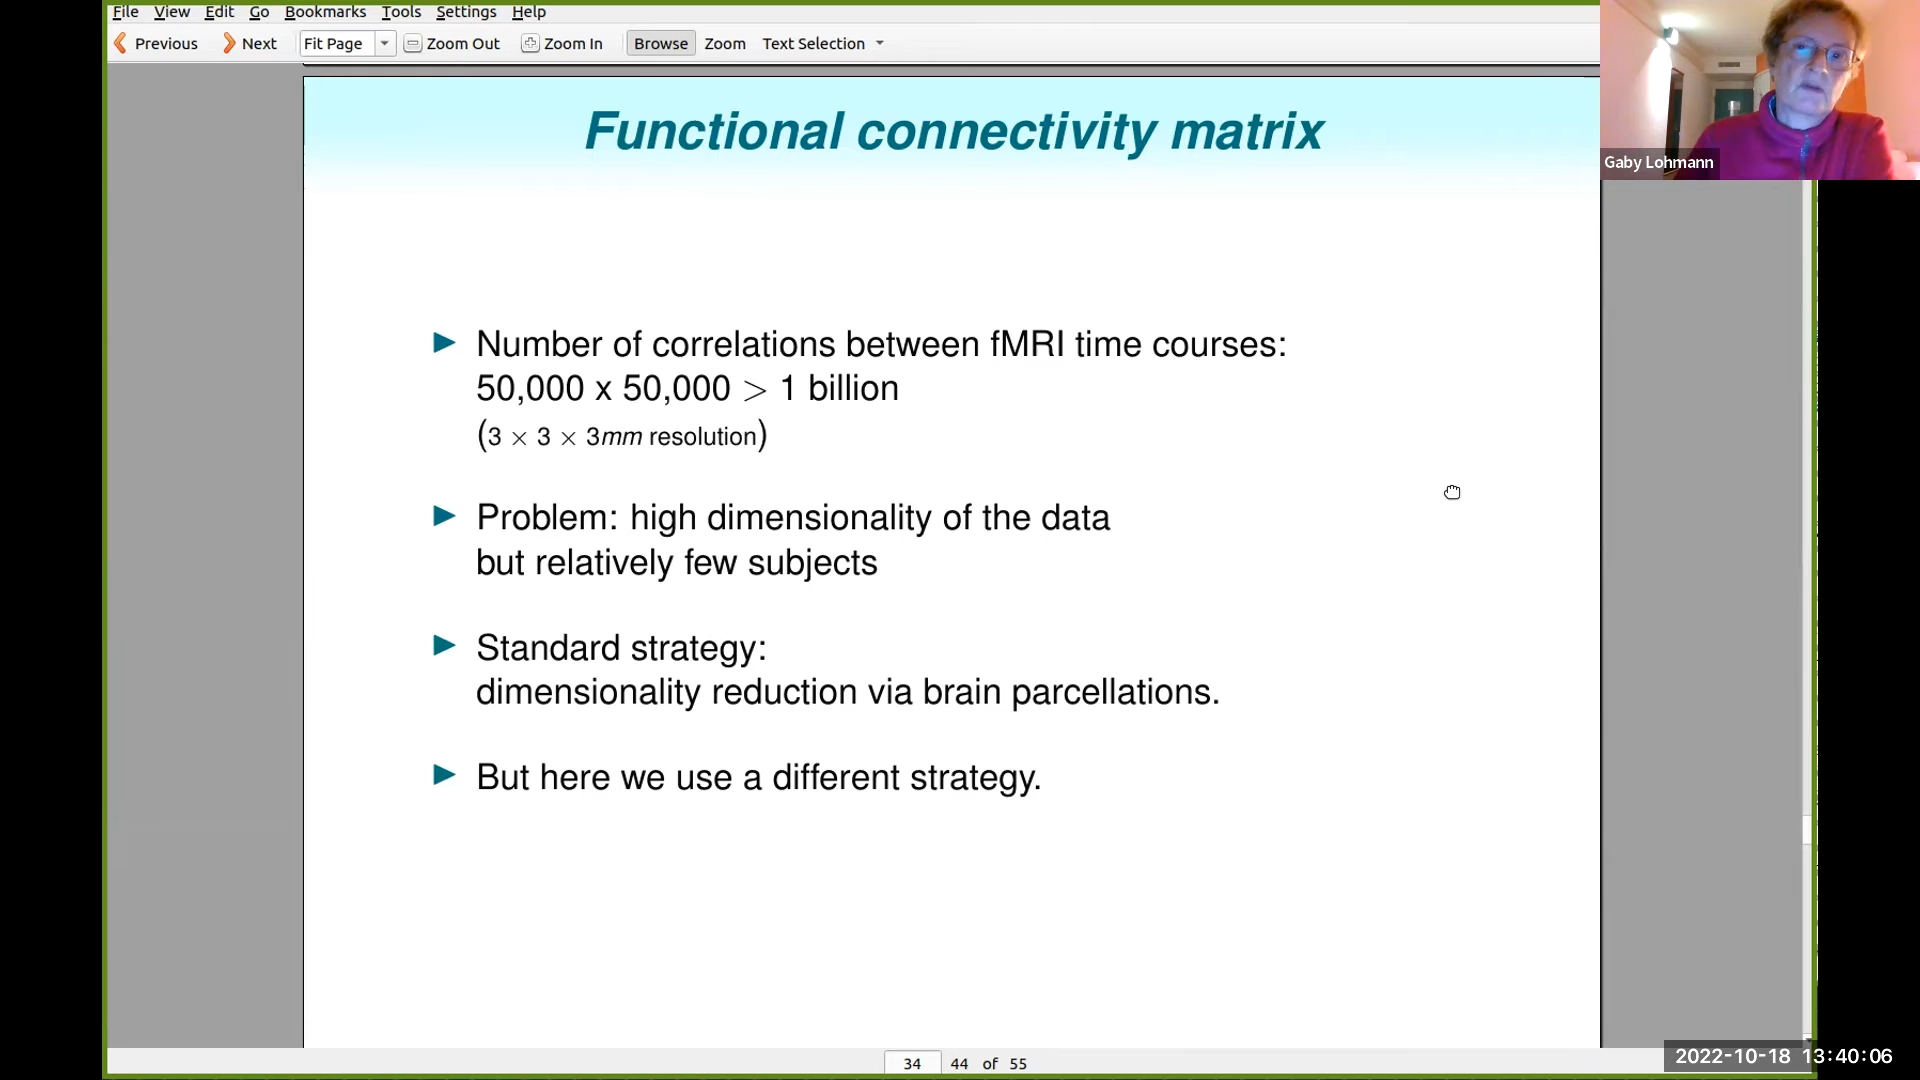 File View Edit Go Bookmarks Tools Settings Help
Previous Next Fit Page Zoom Out Zoom In Browse Zoom Text Selection
Gaby Lohmann
Functional connectivity matrix
Number of correlations between fMRI time courses:
50,000 x 50,000 > 1 billion
(3 × 3 × 3mm resolution)
Problem: high dimensionality of the data
but relatively few subjects
Standard strategy:
dimensionality reduction via brain parcellations.
But here we use a different strategy.
34 44 of 55
2022-10-18 13:40:06